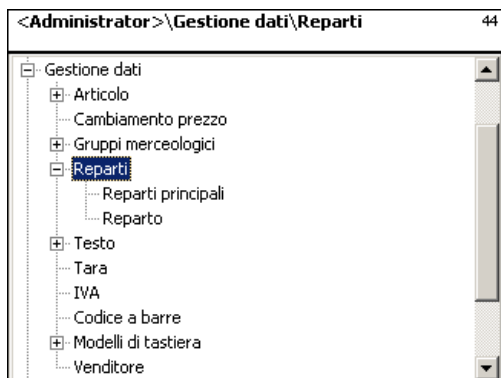 <Administrator>\Gestione dati\Reparti 44
Gestione dati
Articolo
Cambiamento prezzo
Gruppi merceologici
Reparti
Reparti principali
Reparto
Testo
Tara
IVA
Codice a barre
Modelli di tastiera
Venditore